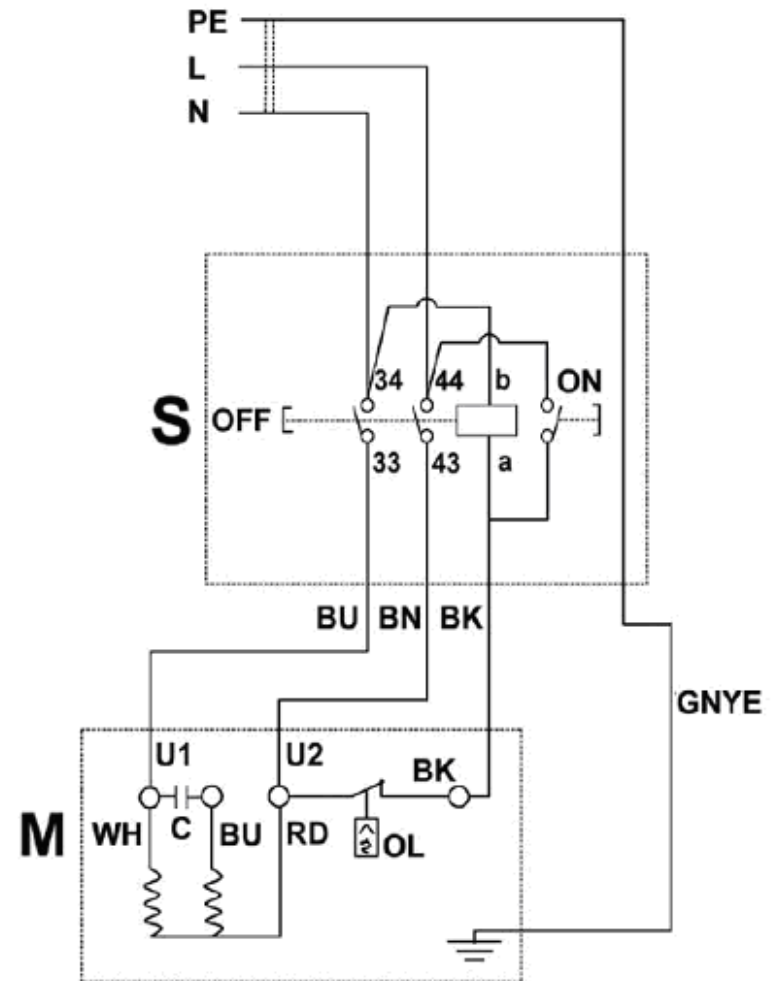 PE
L
N
34 44 b ON
S OFF
33 43 a
BU BN BK
GNYE
U1 U2 BK
M WH C BU RD OL